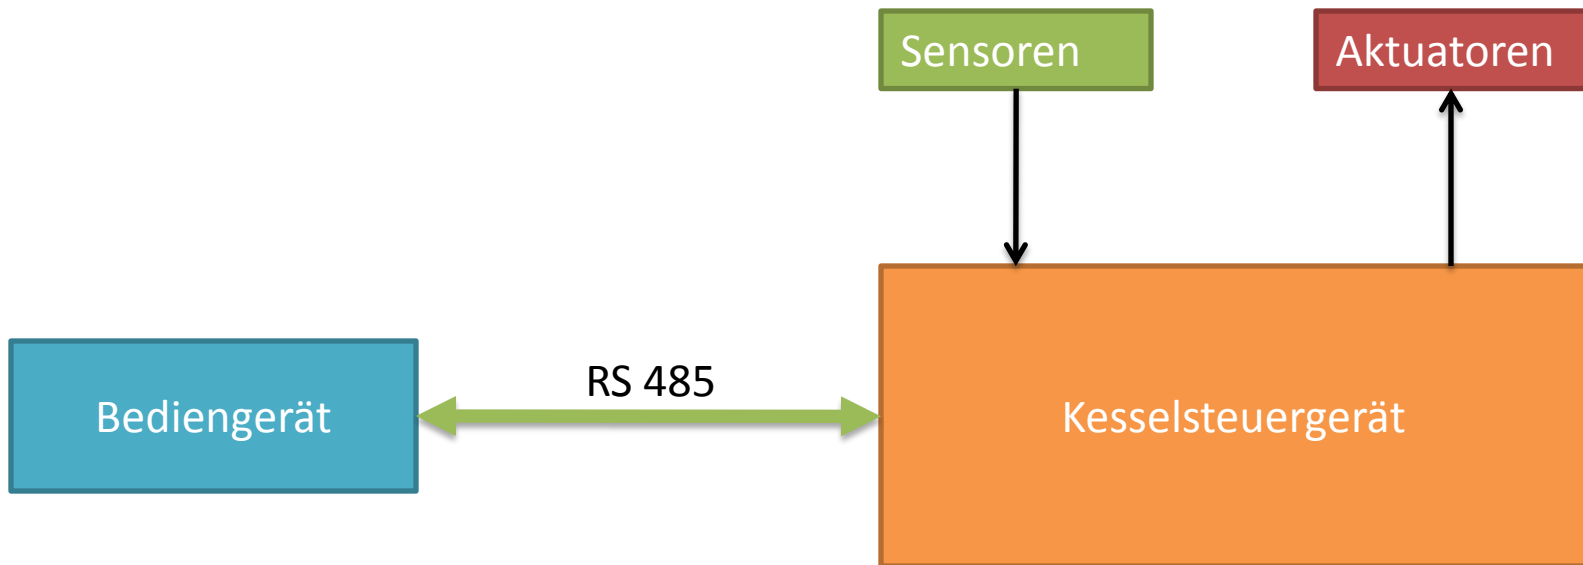 Sensoren
Aktuatoren
RS 485
Bediengerät
Kesselsteuergerät